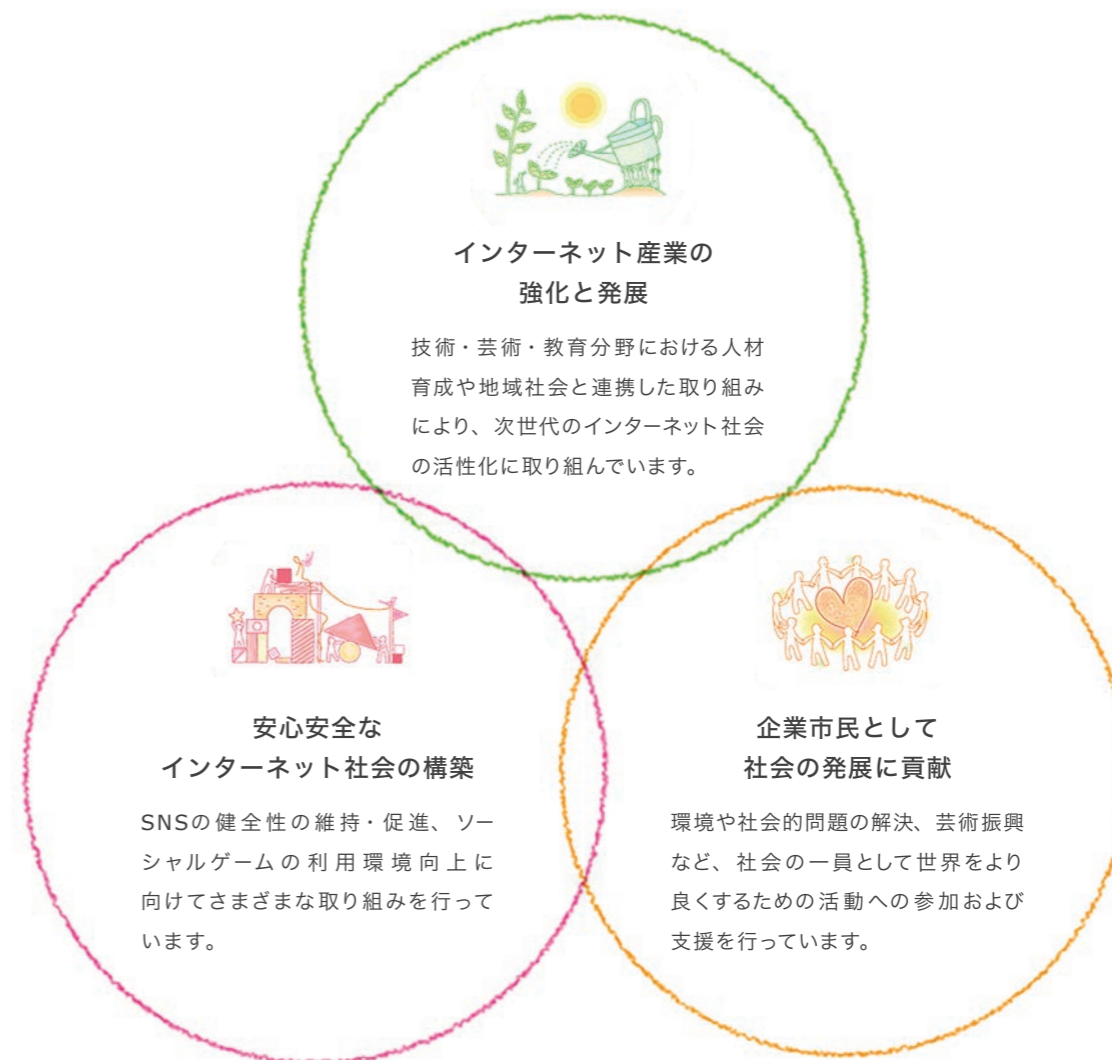 インターネット産業の
強化と発展
技術・芸術・教育分野における人材
育成や地域社会と連携した取り組み
により、次世代のインターネット社会
の活性化に取り組んでいます。
安心安全な
インターネット社会の構築
SNSの健全性の維持・促進、ソー
シャルゲームの利用環境向上に
向けてさまざまな取り組みを行って
います。
企業市民として
社会の発展に貢献
環境や社会的問題の解決、芸術振興
など、社会の一員として世界をより
良くするための活動への参加および
支援を行っています。